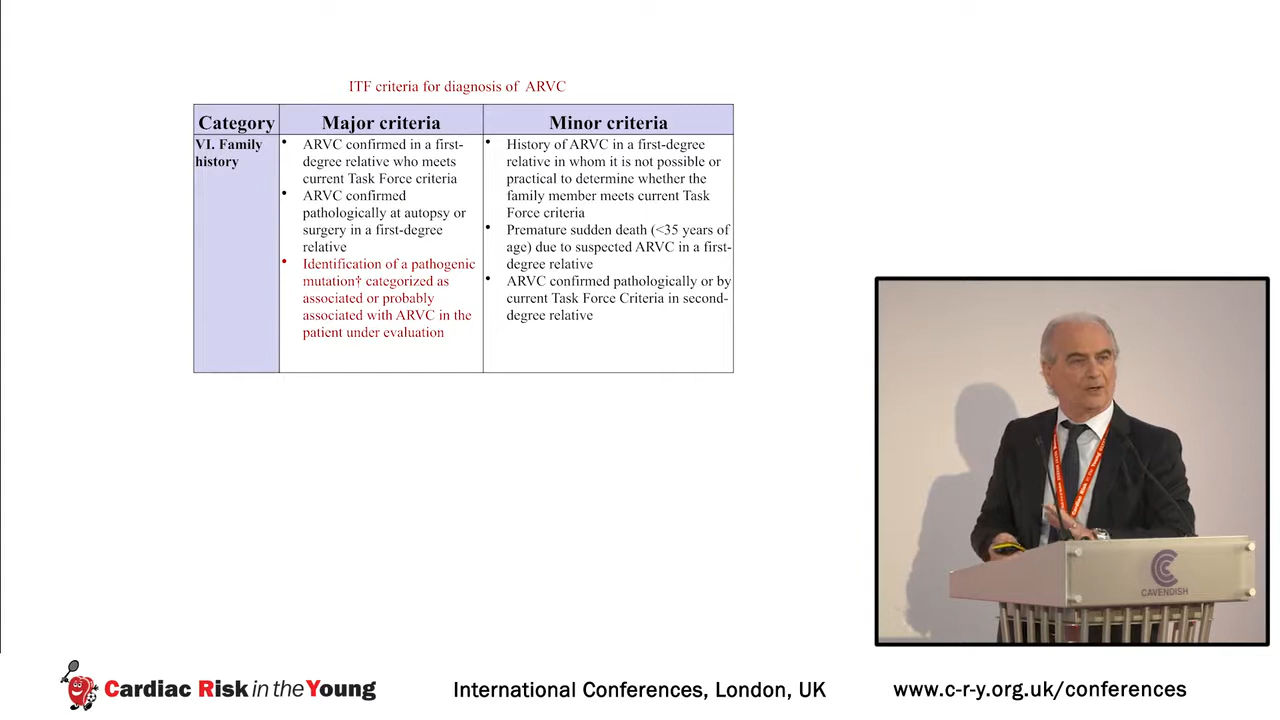 ITF criteria for diagnosis of ARVC
Category
Major criteria
Minor criteria
VI. Family
history
• ARVC confirmed in a first-
degree relative who meets
current Task Force criteria
• ARVC confirmed
pathologically at autopsy or
surgery in a first-degree
relative
• Identification of a pathogenic
mutation† categorized as
associated or probably
associated with ARVC in the
patient under evaluation
• History of ARVC in a first-degree
relative in whom it is not possible or
practical to determine whether the
family member meets current Task
Force criteria
• Premature sudden death (<35 years of
age) due to suspected ARVC in a first-
degree relative
• ARVC confirmed pathologically or by
current Task Force Criteria in second-
degree relative
CAVENDISH
Cardiac Risk in the Young
International Conferences, London, UK
www.c-r-y.org.uk/conferences